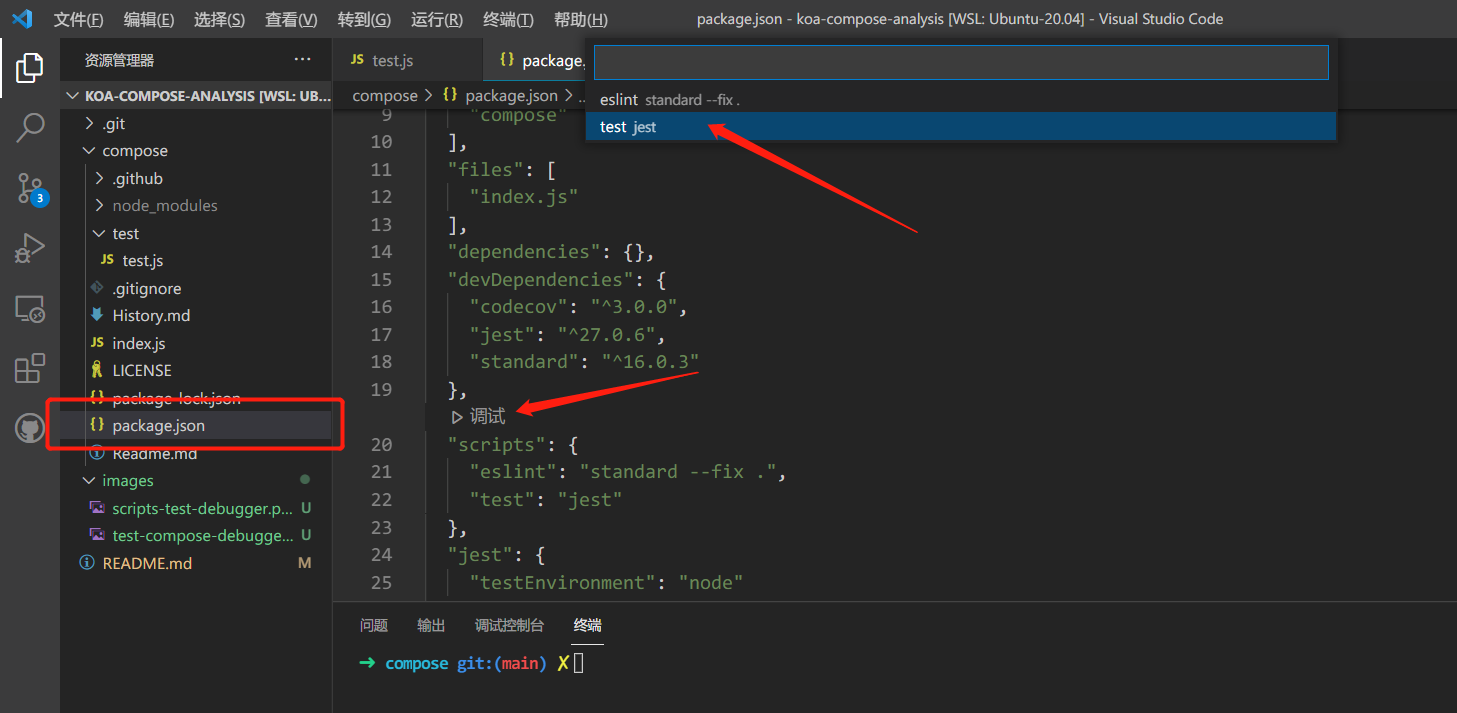 文件(F) 编辑(E) 选择(S) 查看(V) 转到(G) 运行(R) 终端(T) 帮助(H) package.json - koa-compose-analysis [WSL: Ubuntu-20.04] - Visual Studio Code
资源管理器 ···
KOA-COMPOSE-ANALYSIS [WSL: UB...
.git
compose
.github
node_modules
test
JS test.js
.gitignore
History.md
JS index.js
LICENSE
{} package-lock.json
{} package.json
Readme.md
images
scripts-test-debugger.p... U
test-compose-debugge... U
README.md M
3
JS test.js
{} package.
compose > {} package.json > ..
eslint standard --fix .
test jest
9 "compose"
10 ],
11 "files": [
12 "index.js"
13 ],
14 "dependencies": {},
15 "devDependencies": {
16 "codecov": "^3.0.0",
17 "jest": "^27.0.6",
18 "standard": "^16.0.3"
19 },
调试
20 "scripts": {
21 "eslint": "standard --fix .",
22 "test": "jest"
23 },
24 "jest": {
25 "testEnvironment": "node"
问题 输出 调试控制台 终端
→ compose git:(main) ✗